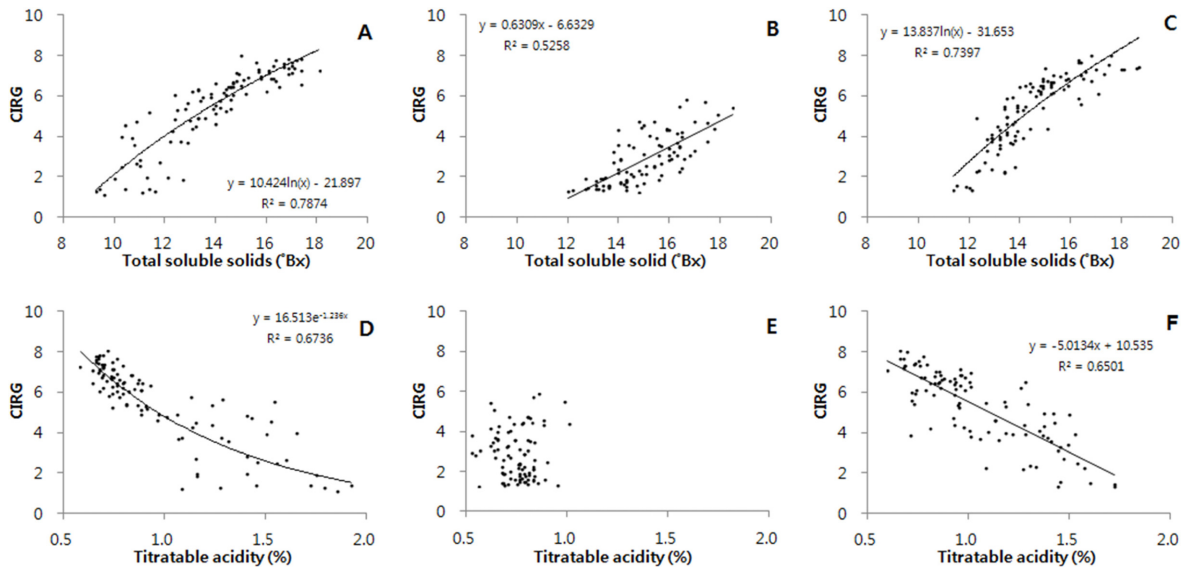 A
CIRG
10
8
6
4
2
0
y = 10.424ln(x) - 21.897
R² = 0.7874
8 10 12 14 16 18 20
Total soluble solids (°Bx)
B
y = 0.6309x - 6.6329
R² = 0.5258
CIRG
10
8
6
4
2
0
8 10 12 14 16 18 20
Total soluble solid (°Bx)
C
y = 13.837ln(x) - 31.653
R² = 0.7397
CIRG
10
8
6
4
2
0
8 10 12 14 16 18 20
Total soluble solids (°Bx)
D
y = 16.513e^-1.236x
R² = 0.6736
CIRG
10
8
6
4
2
0
0.5 1.0 1.5 2.0
Titratable acidity (%)
E
CIRG
10
8
6
4
2
0
0.5 1.0 1.5 2.0
Titratable acidity (%)
F
y = -5.0134x + 10.535
R² = 0.6501
CIRG
10
8
6
4
2
0
0.5 1.0 1.5 2.0
Titratable acidity (%)